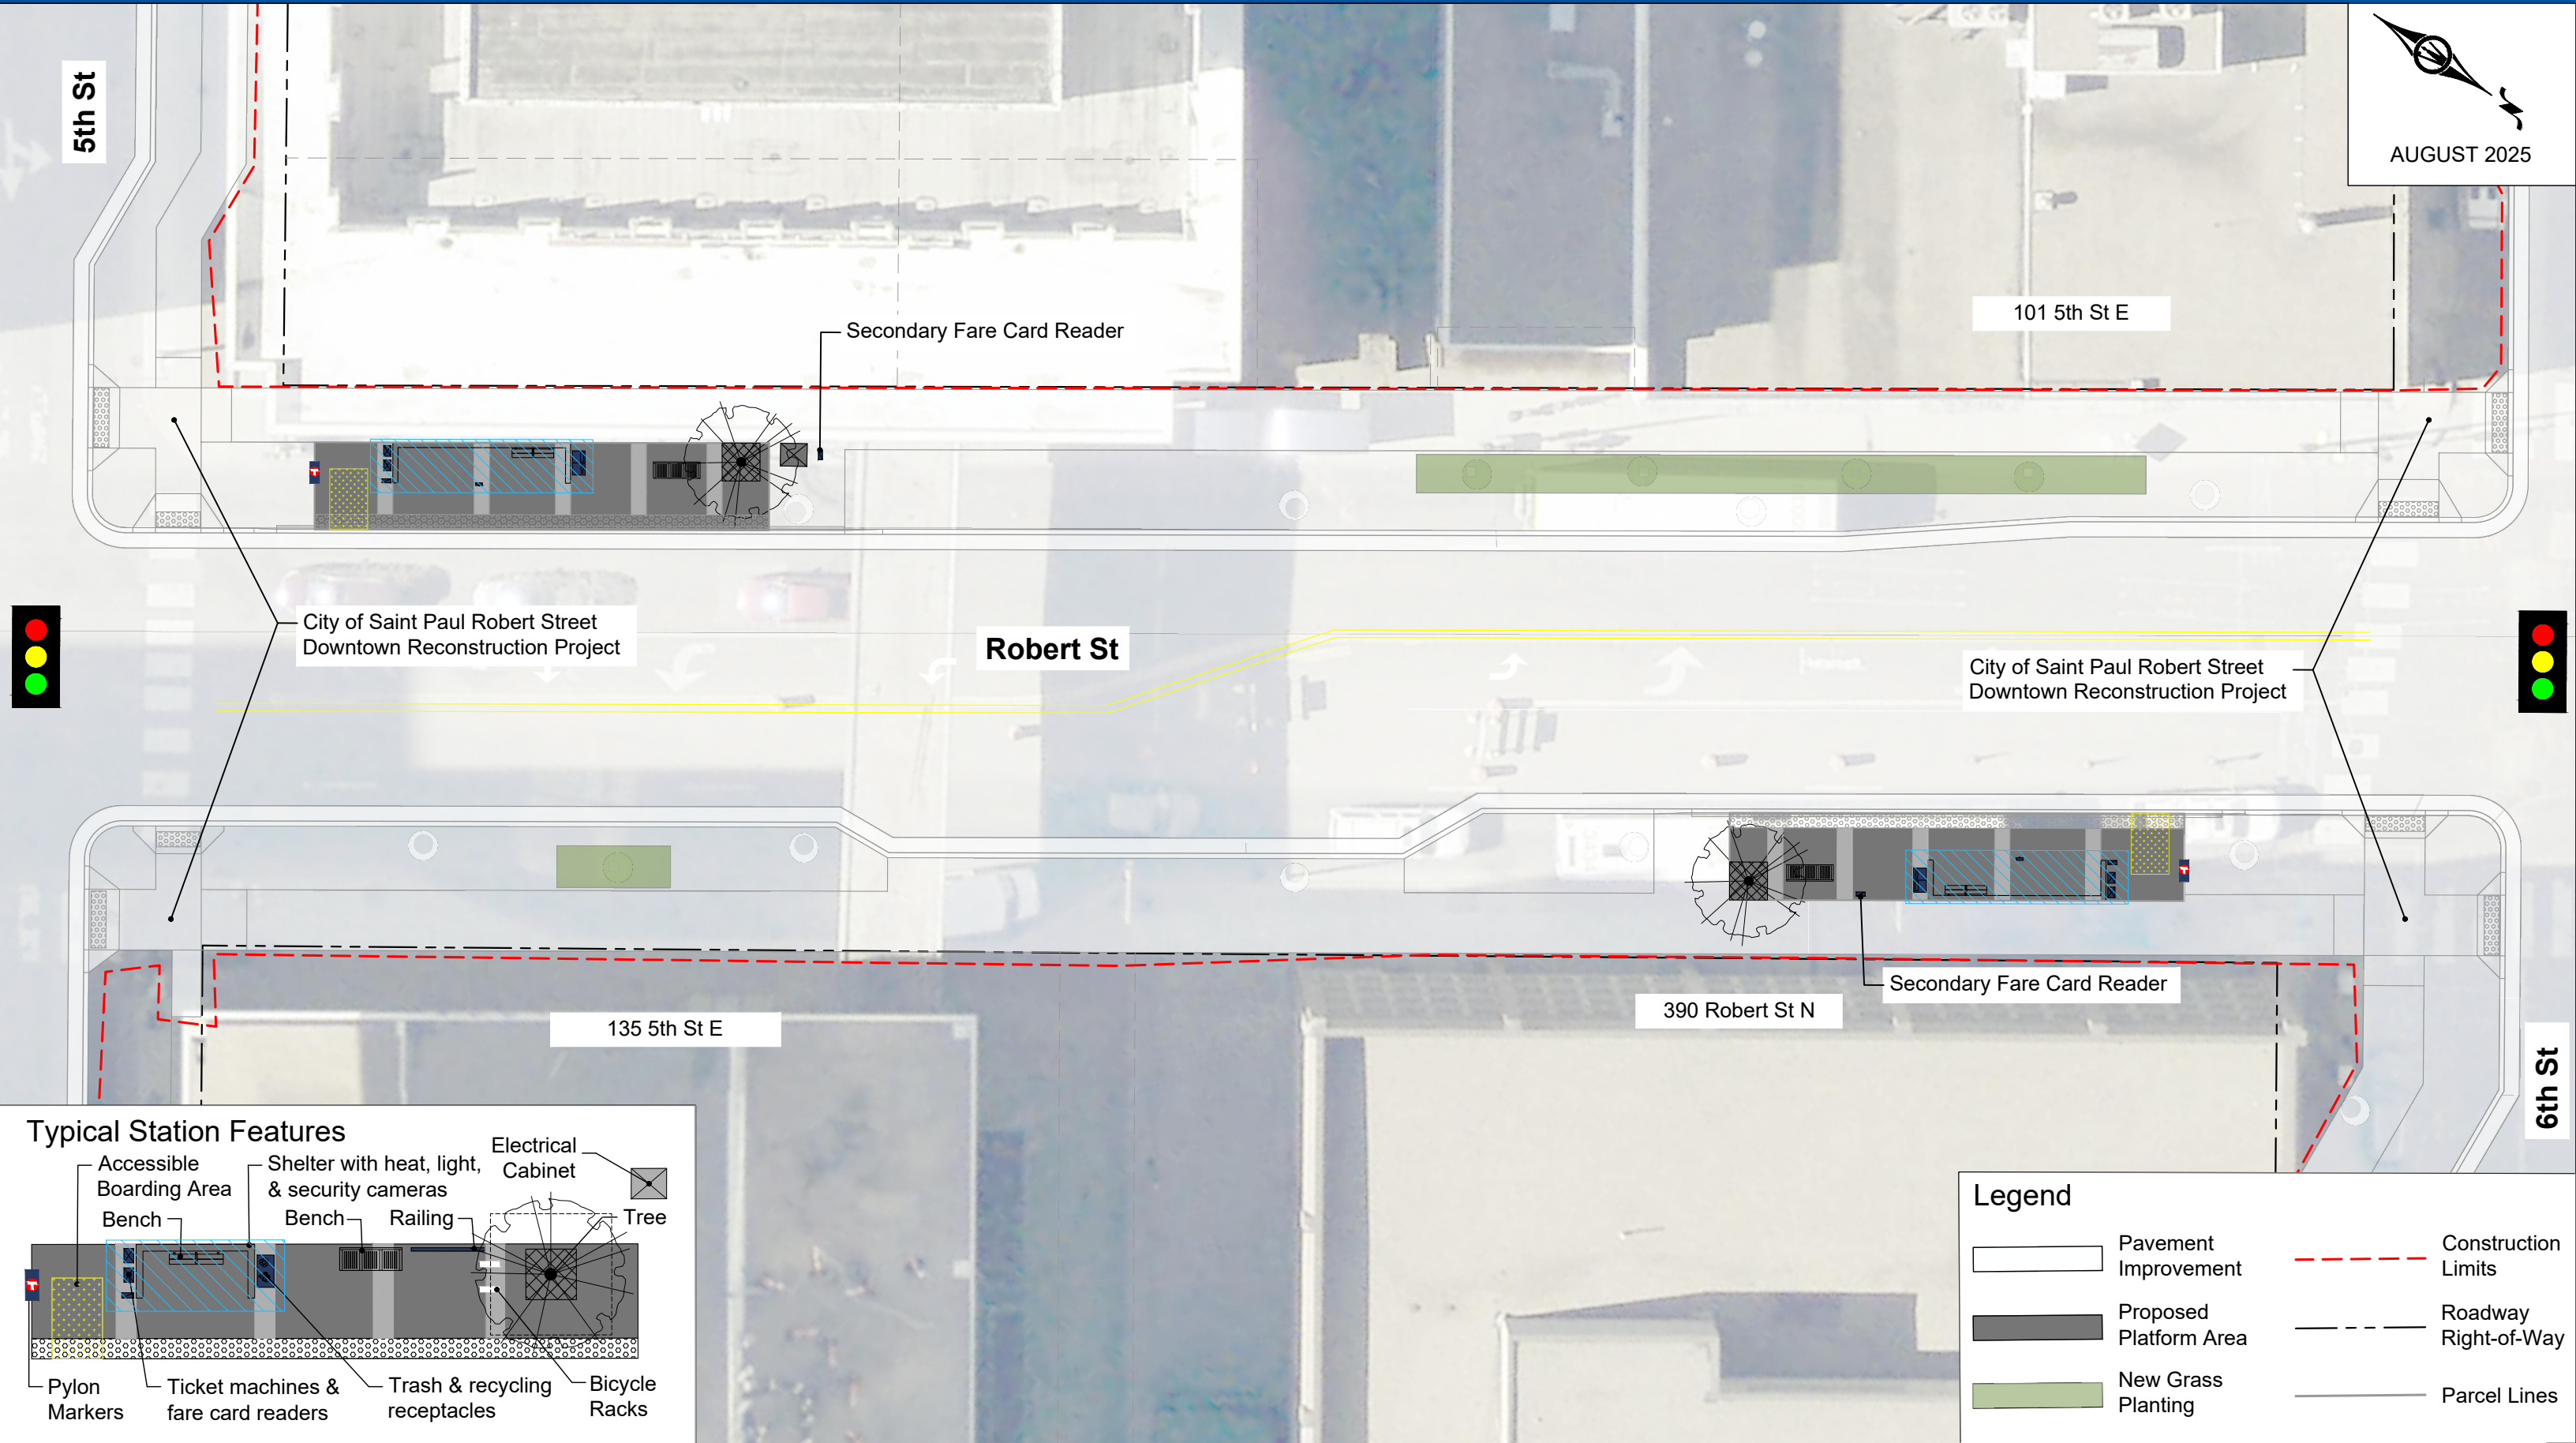 5th St
AUGUST 2025
101 5th St E
Secondary Fare Card Reader
City of Saint Paul Robert Street
Downtown Reconstruction Project
Robert St
City of Saint Paul Robert Street
Downtown Reconstruction Project
Secondary Fare Card Reader
390 Robert St N
135 5th St E
6th St
Typical Station Features
Accessible
Boarding Area
Shelter with heat, light,
& security cameras
Electrical
Cabinet
Bench
Bench
Railing
Tree
Pylon
Markers
Ticket machines &
fare card readers
Trash & recycling
receptacles
Bicycle
Racks
Legend
Pavement
Improvement
Construction
Limits
Proposed
Platform Area
Roadway
Right-of-Way
New Grass
Planting
Parcel Lines